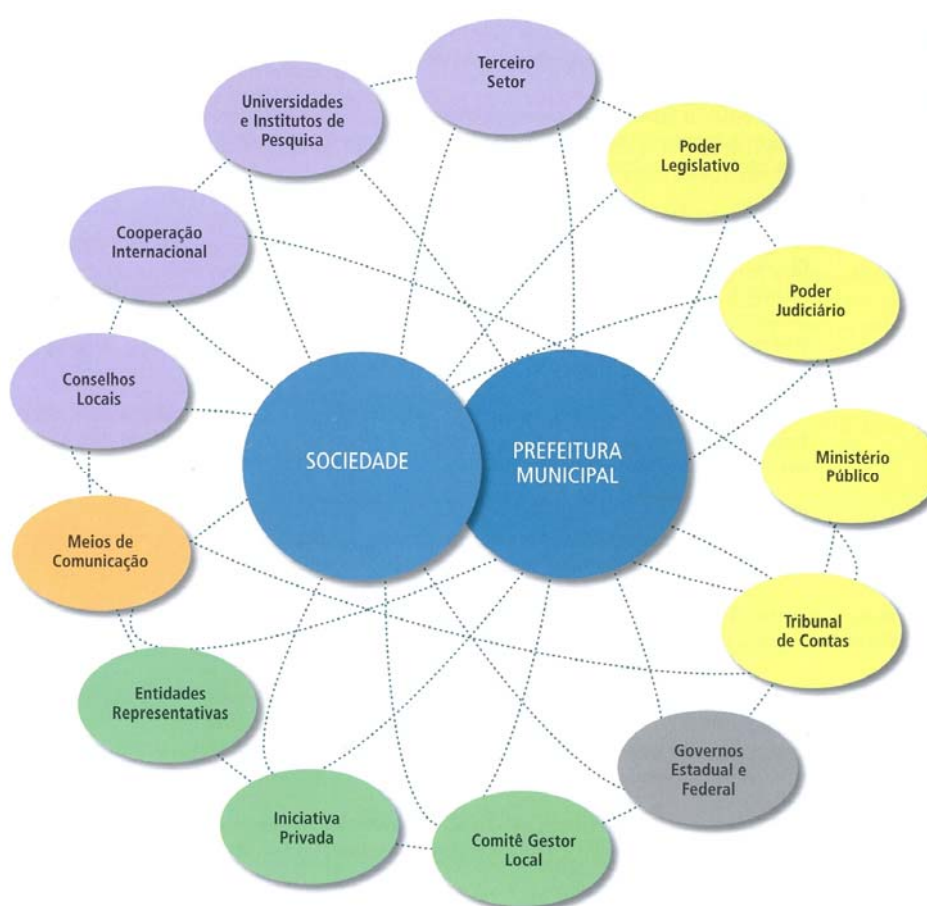 Terceiro
Setor
Universidades
e Institutos de
Pesquisa
Poder
Legislativo
Cooperação
Internacional
Poder
Judiciário
Conselhos
Locais
SOCIEDADE
PREFEITURA
MUNICIPAL
Ministério
Público
Meios de
Comunicação
Tribunal
de Contas
Entidades
Representativas
Governos
Estadual e
Federal
Iniciativa
Privada
Comitê Gestor
Local